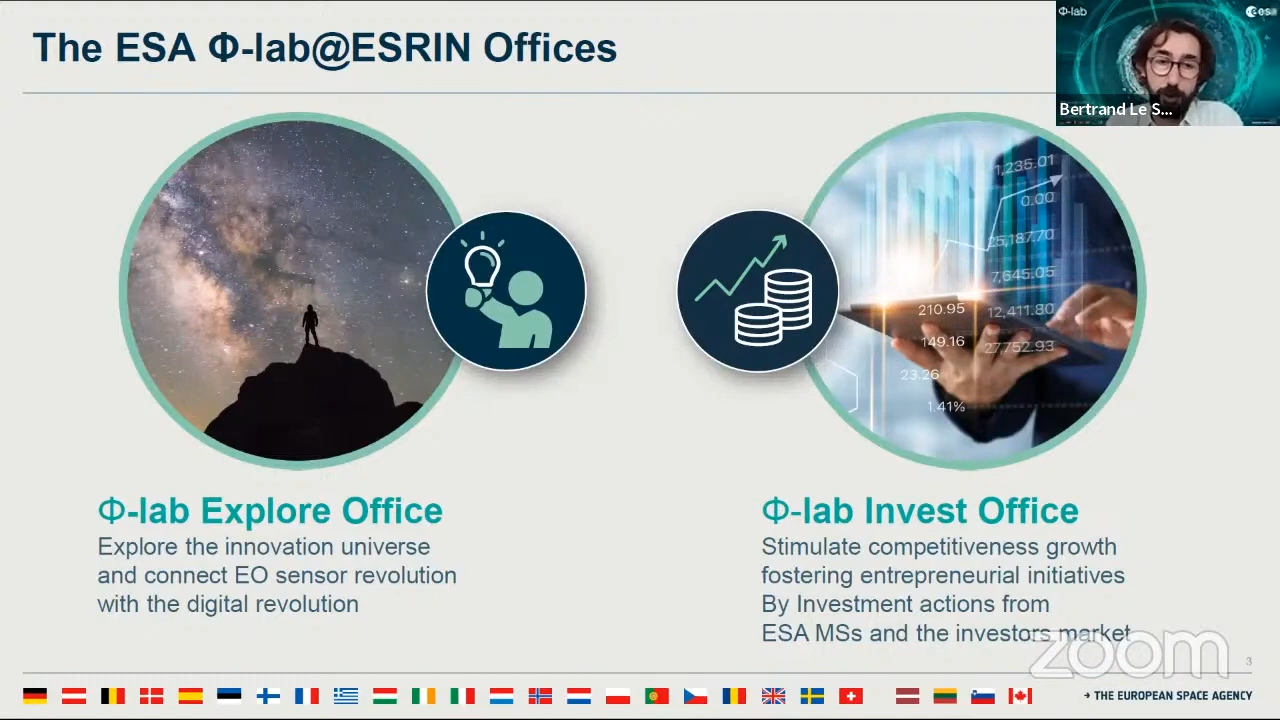 The ESA Φ-lab@ESRIN Offices
Φ-lab
esa
Bertrand Le S...
1,235.01
0.00
25,187.70
7,645.05
210.95
12,411.80
149.16
27,752.93
23.26
1.41%
Φ-lab Explore Office
Explore the innovation universe
and connect EO sensor revolution
with the digital revolution
Φ-lab Invest Office
Stimulate competitiveness growth
fostering entrepreneurial initiatives
By Investment actions from
ESA MSs and the investors market
zoom
3
→ THE EUROPEAN SPACE AGENCY